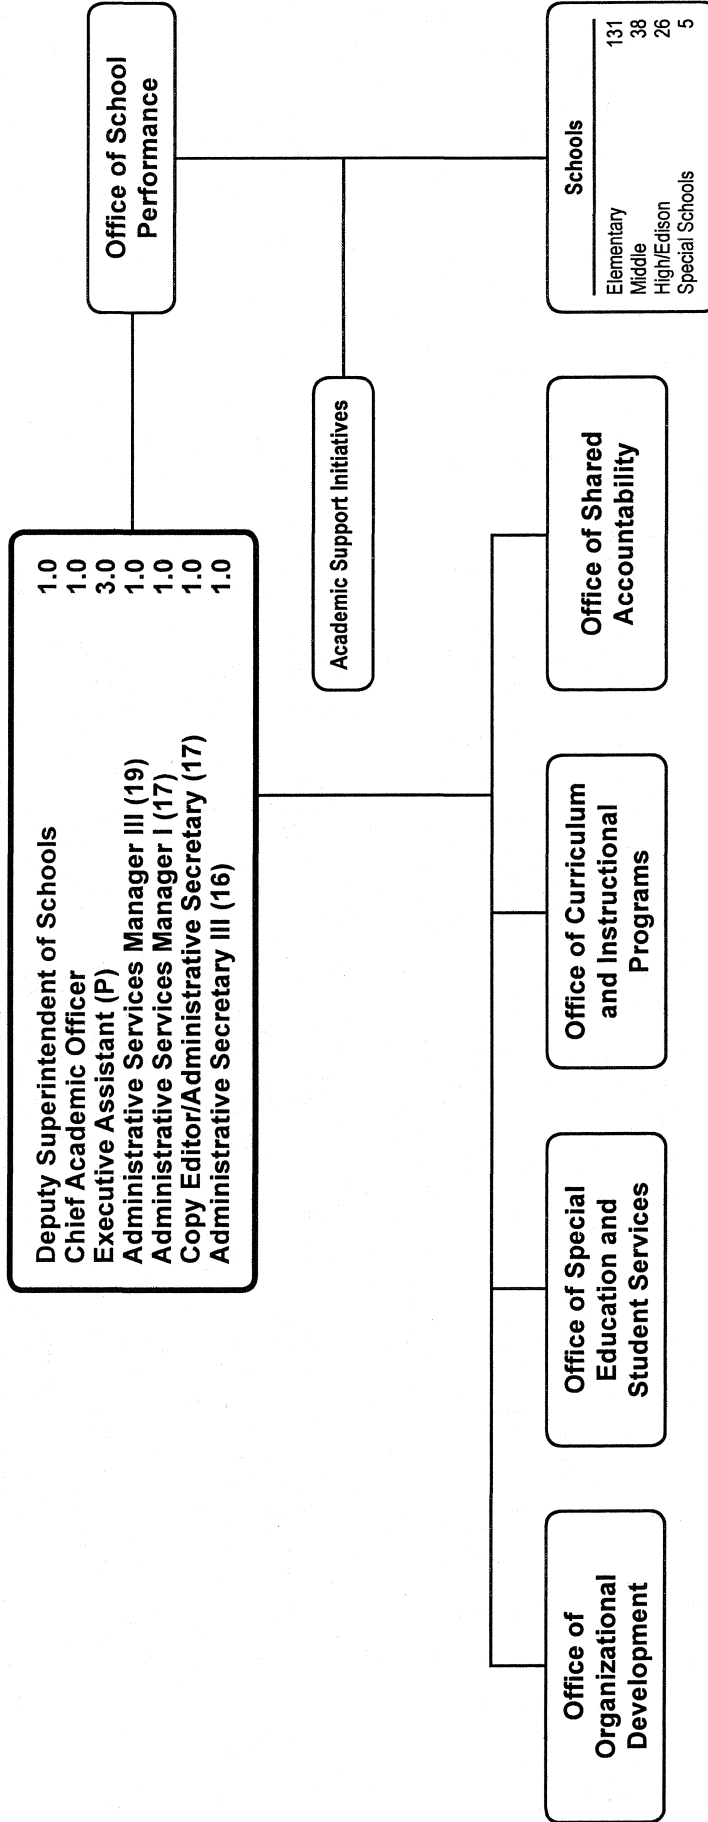 Deputy Superintendent of Schools 1.0
Chief Academic Officer 1.0
Executive Assistant (P) 3.0
Administrative Services Manager III (19) 1.0
Administrative Services Manager I (17) 1.0
Copy Editor/Administrative Secretary (17) 1.0
Administrative Secretary III (16) 1.0
Office of School
Performance
Academic Support Initiatives
Office of
Organizational
Development
Office of Special
Education and
Student Services
Office of Curriculum
and Instructional
Programs
Office of Shared
Accountability
Schools
Elementary 131
Middle 38
High/Edison 26
Special Schools 5